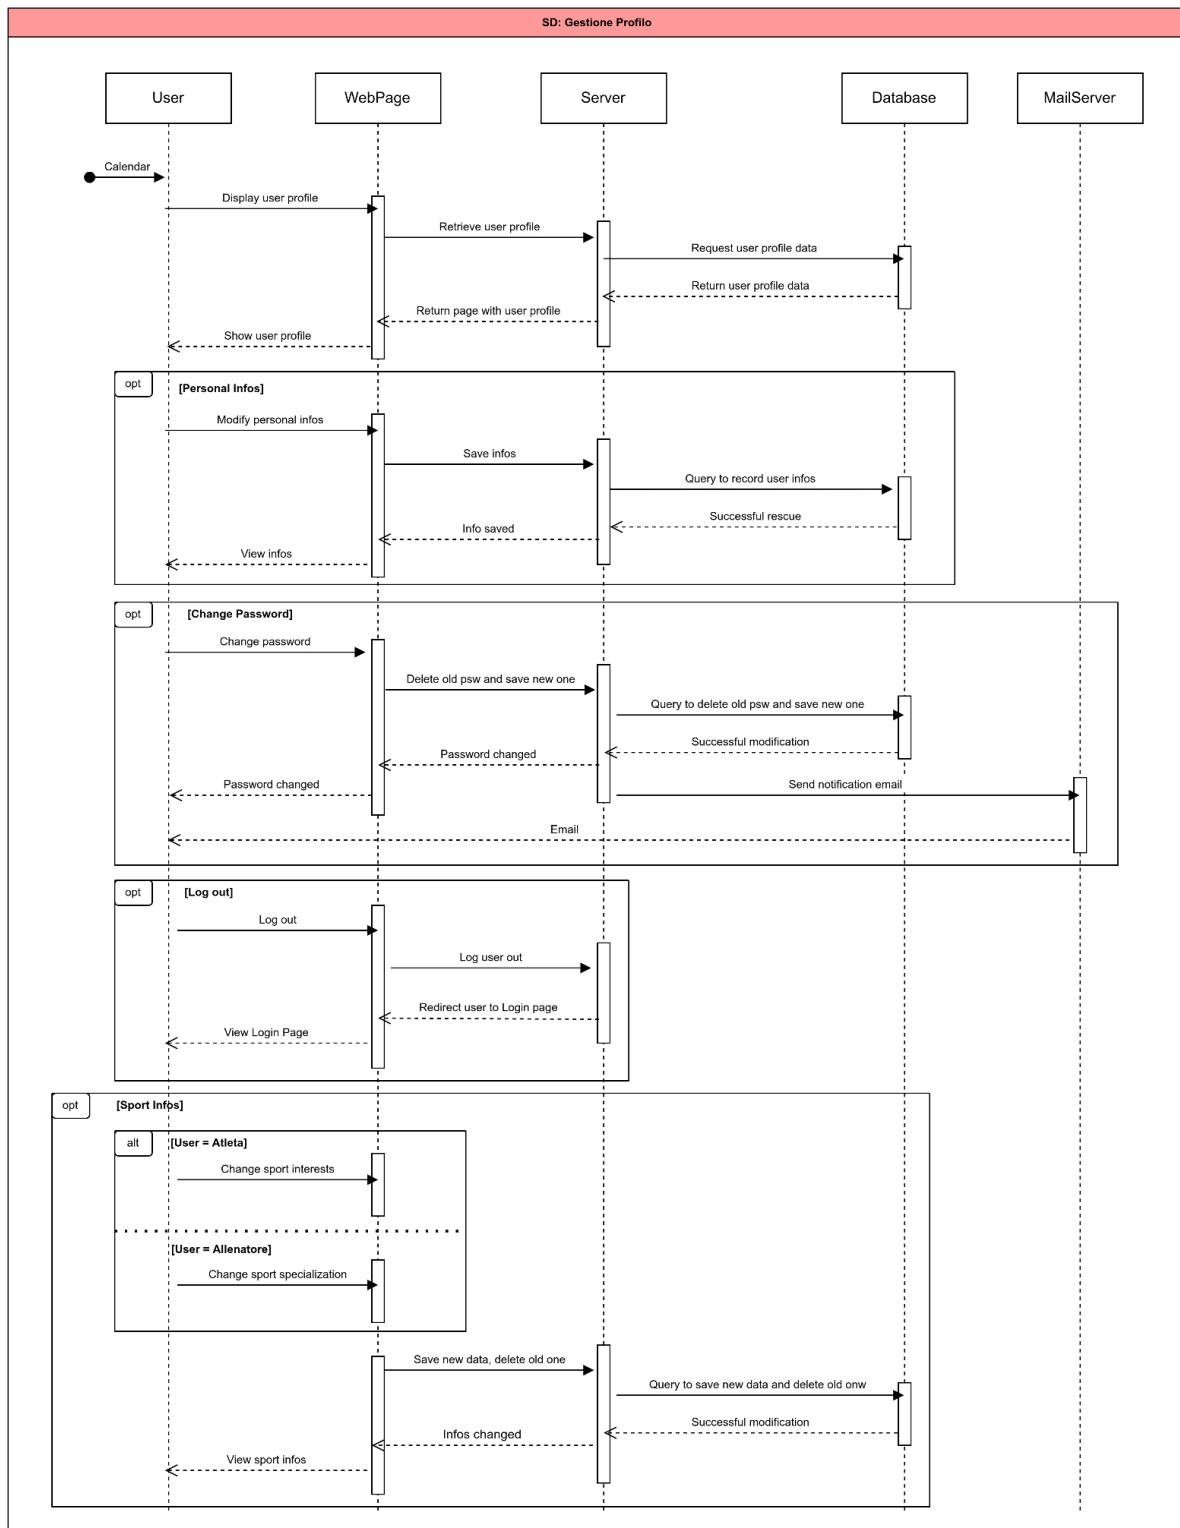 SD: Gestione Profilo
User
WebPage
Server
Database
MailServer
Calendar
Display user profile
Retrieve user profile
Request user profile data
Return user profile data
Return page with user profile
Show user profile
opt
[Personal Infos]
Modify personal infos
Save infos
Query to record user infos
Successful rescue
Info saved
View infos
opt
[Change Password]
Change password
Delete old psw and save new one
Query to delete old psw and save new one
Successful modification
Password changed
Password changed
Send notification email
Email
opt
[Log out]
Log out
Log user out
Redirect user to Login page
View Login Page
opt
[Sport Infos]
alt
[User = Atleta]
Change sport interests
[User = Allenatore]
Change sport specialization
Save new data, delete old one
Query to save new data and delete old onw
Successful modification
Infos changed
View sport infos